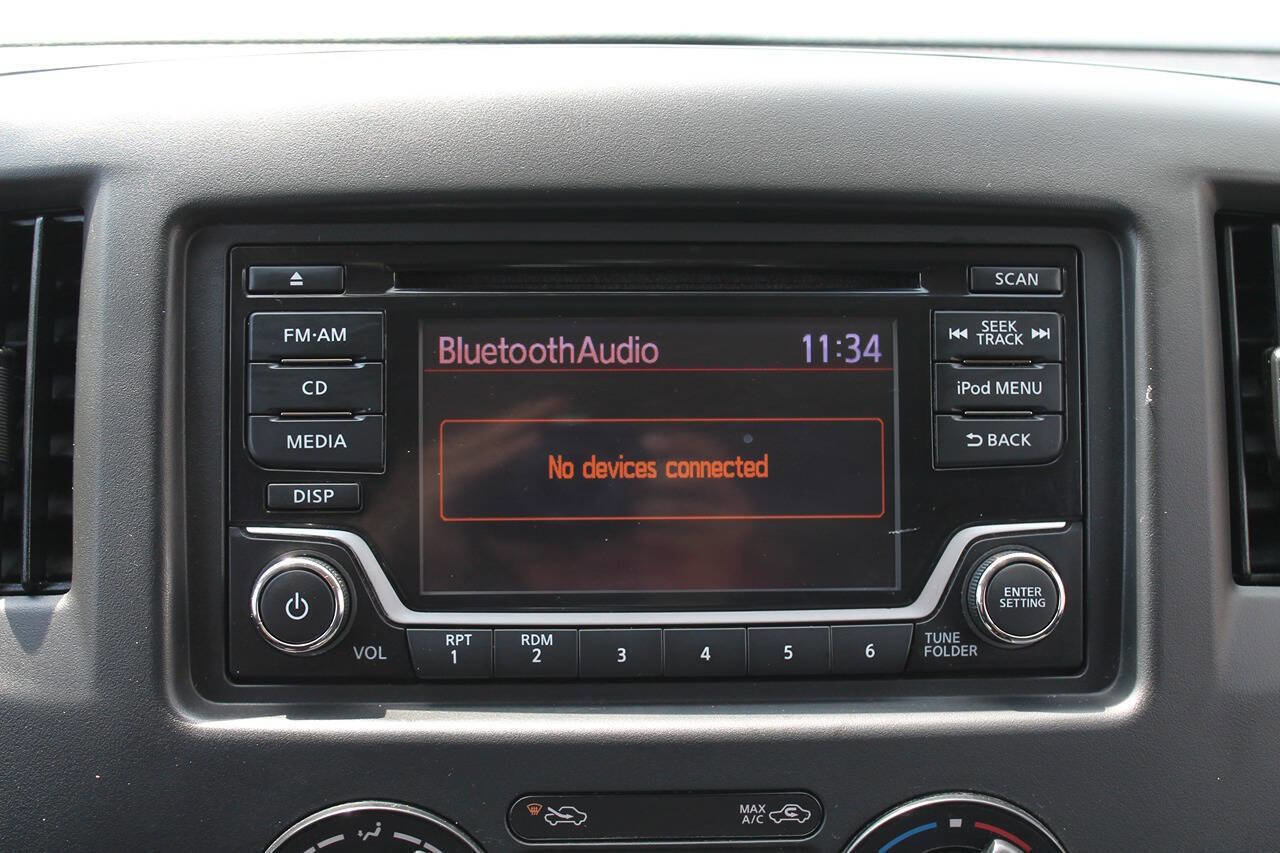 SCAN
FM·AM
CD
MEDIA
DISP
BluetoothAudio 11:34
No devices connected
SEEK
TRACK
iPod MENU
BACK
VOL
RPT
1
RDM
2
3
4
5
6
TUNE
FOLDER
ENTER
SETTING
MAX
A/C